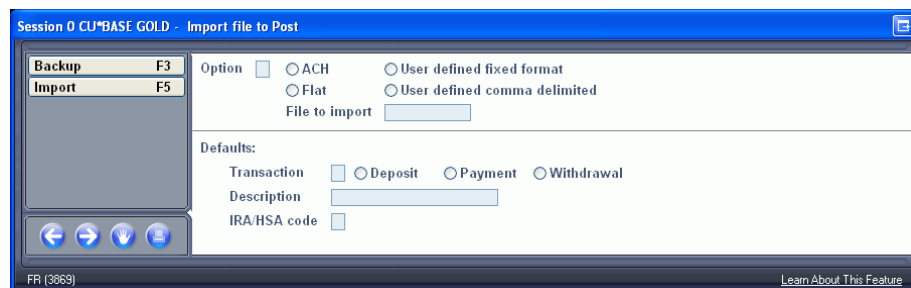 Session 0 CU*BASE GOLD - Import file to Post
Backup F3
Import F5
Option ACH User defined fixed format
Flat User defined comma delimited
File to import
Defaults:
Transaction Deposit Payment Withdrawal
Description
IRA/HSA code
FR (3869) Learn About This Feature